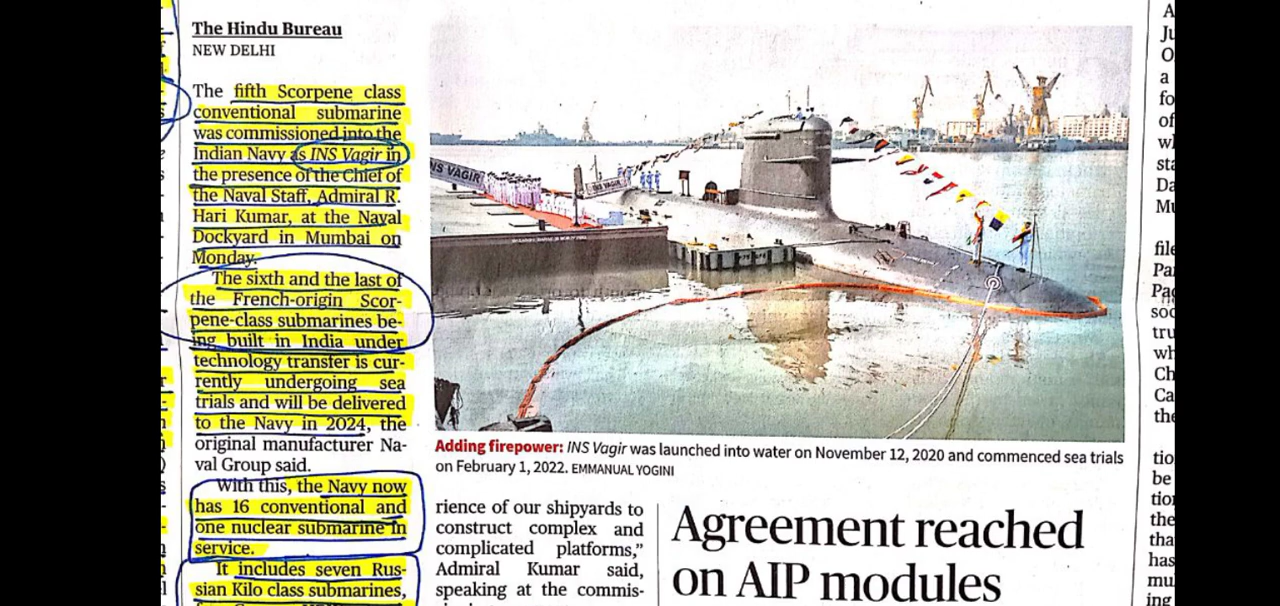 The Hindu Bureau
NEW DELHI
The fifth Scorpene class
conventional submarine
was commissioned into the
Indian Navy as INS Vagir in
the presence of the Chief of
the Naval Staff, Admiral R.
Hari Kumar, at the Naval
Dockyard in Mumbai on
Monday.
The sixth and the last of
the French-origin Scor-
pene-class submarines be-
ing built in India under
technology transfer is cur-
rently undergoing sea
trials and will be delivered
to the Navy in 2024, the
original manufacturer Na-
val Group said.
With this, the Navy now
has 16 conventional and
one nuclear submarine in
service.
It includes seven Rus-
sian Kilo class submarines,
INS VAGIR
INS VAGIR
Adding firepower: INS Vagir was launched into water on November 12, 2020 and commenced sea trials
on February 1, 2022. EMMANUAL YOGINI
rience of our shipyards to
construct complex and
complicated platforms,”
Admiral Kumar said,
speaking at the commis-
Agreement reached
on AIP modules